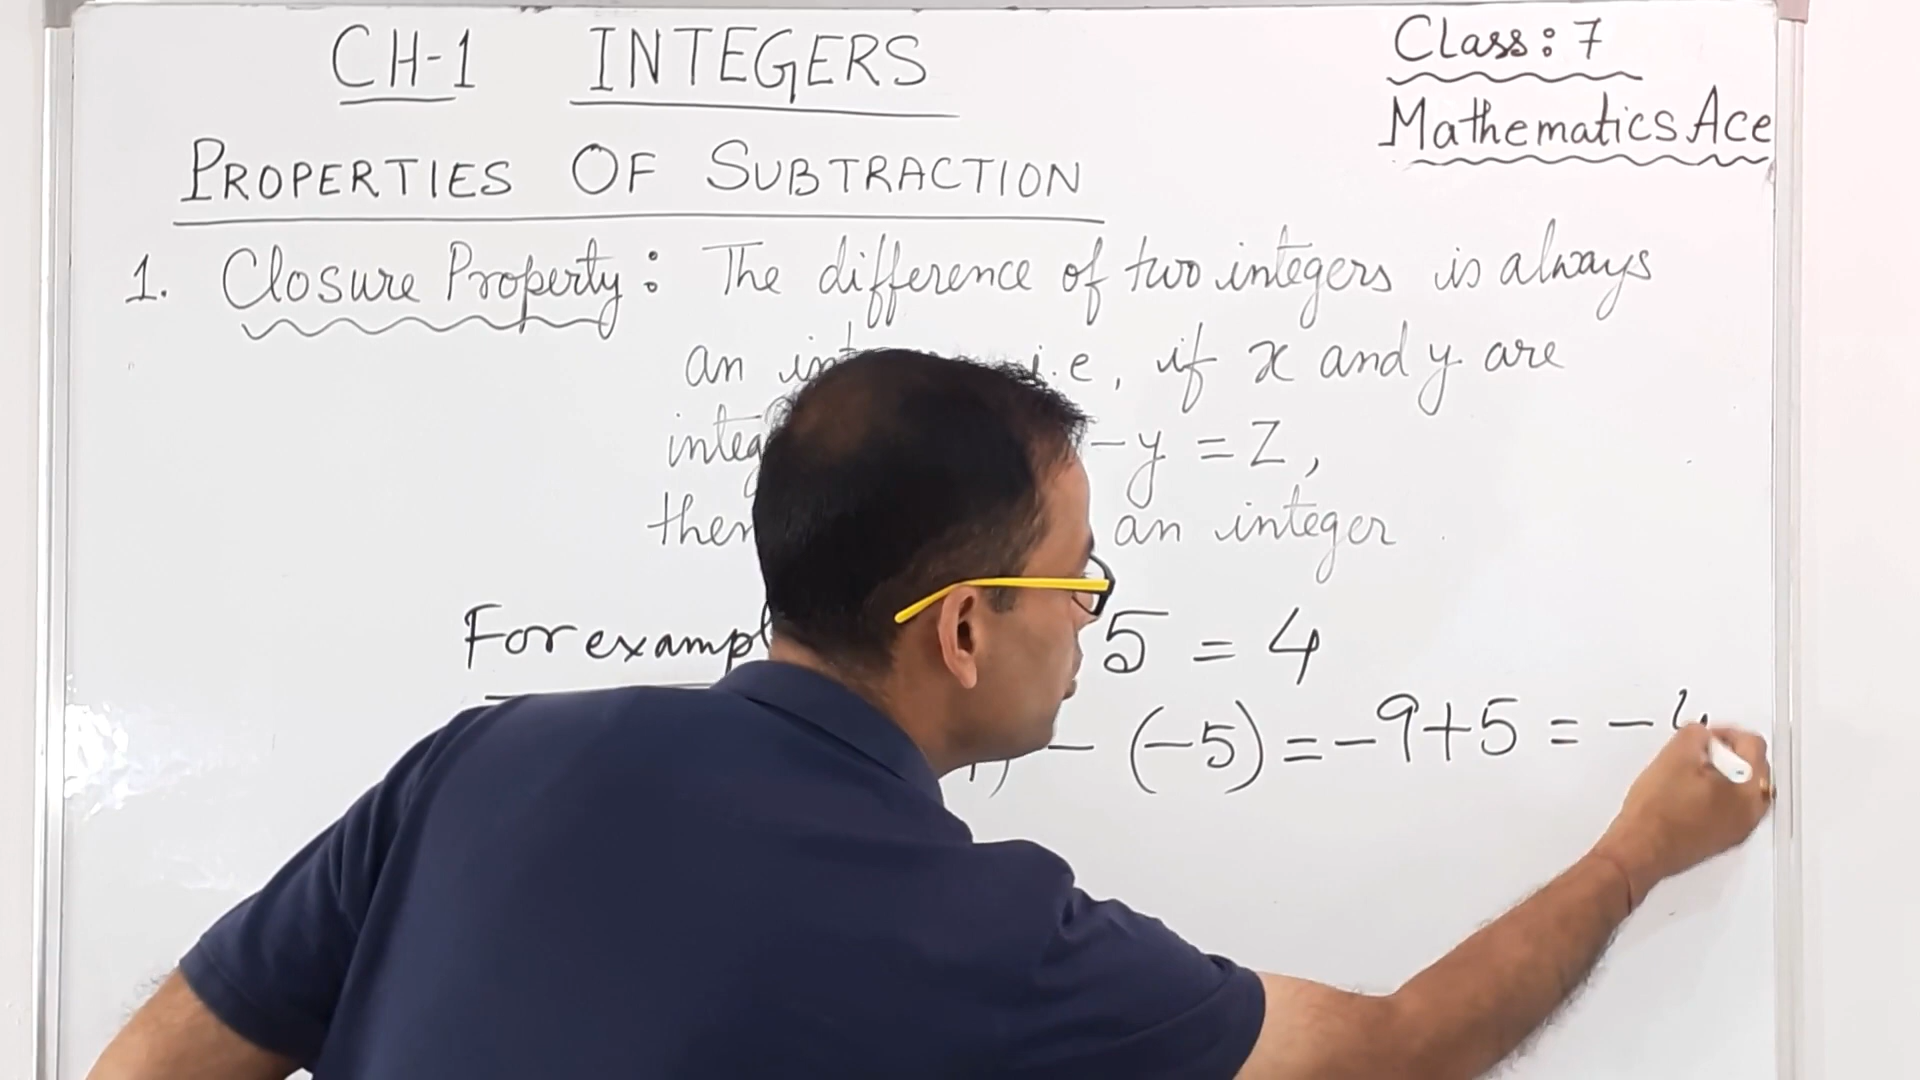 CH-1 INTEGERS
Class: 7
Mathematics Ace
PROPERTIES OF SUBTRACTION
1. Closure Property: The difference of two integers is always
an i.e, if x and y are
- y = Z,
an integer
For 5 = 4
- (-5) = -9+5 = -4